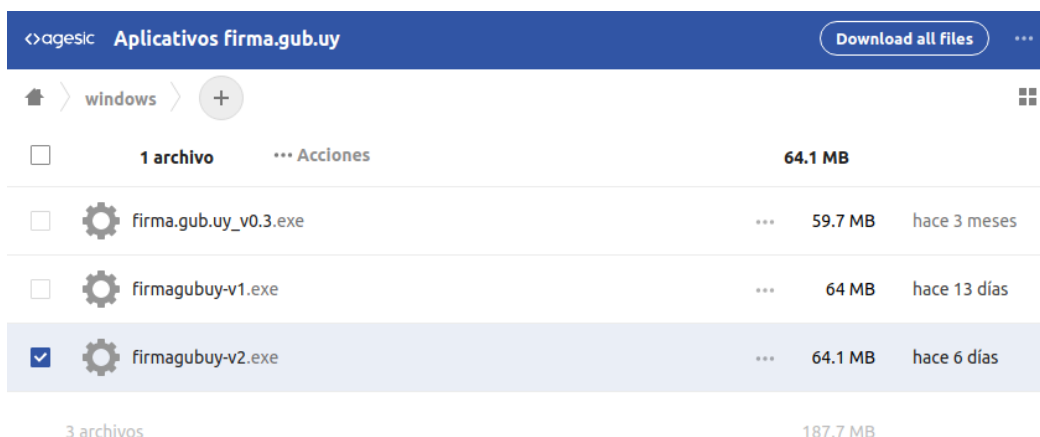 <>agesic Aplicativos firma.gub.uy Download all files
windows
1 archivo Acciones 64.1 MB
firma.gub.uy_v0.3.exe 59.7 MB hace 3 meses
firmagubuy-v1.exe 64 MB hace 13 días
firmagubuy-v2.exe 64.1 MB hace 6 días
3 archivos 187.7 MB